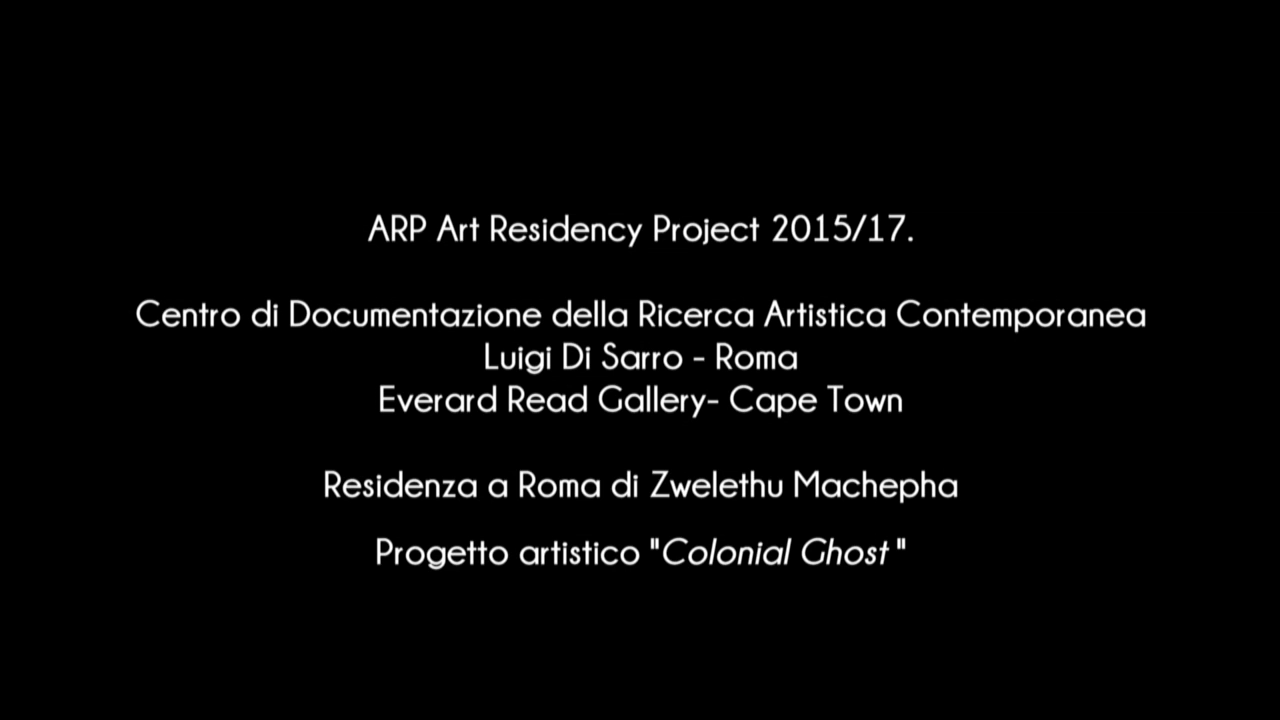 ARP Art Residency Project 2015/17.
Centro di Documentazione della Ricerca Artistica Contemporanea
Luigi Di Sarro - Roma
Everard Read Gallery- Cape Town
Residenza a Roma di Zwelethu Machepha
Progetto artistico "Colonial Ghost "